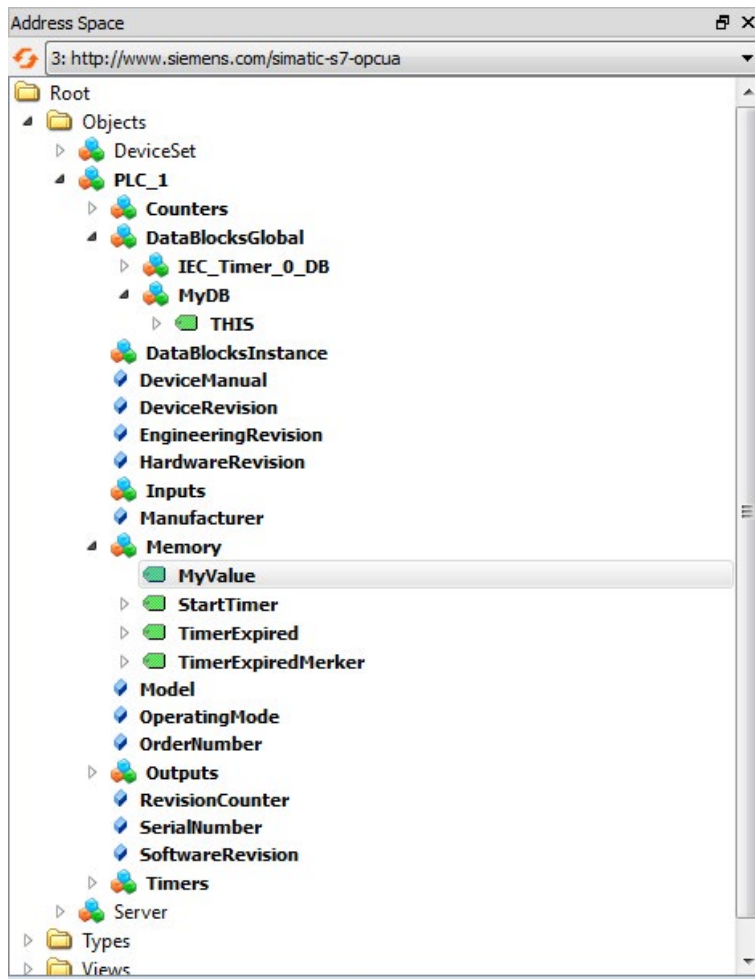 Address Space
3: http://www.siemens.com/simatic-s7-opcua
Root
Objects
DeviceSet
PLC_1
Counters
DataBlocksGlobal
IEC_Timer_0_DB
MyDB
THIS
DataBlocksInstance
DeviceManual
DeviceRevision
EngineeringRevision
HardwareRevision
Inputs
Manufacturer
Memory
MyValue
StartTimer
TimerExpired
TimerExpiredMerker
Model
OperatingMode
OrderNumber
Outputs
RevisionCounter
SerialNumber
SoftwareRevision
Timers
Server
Types
Views